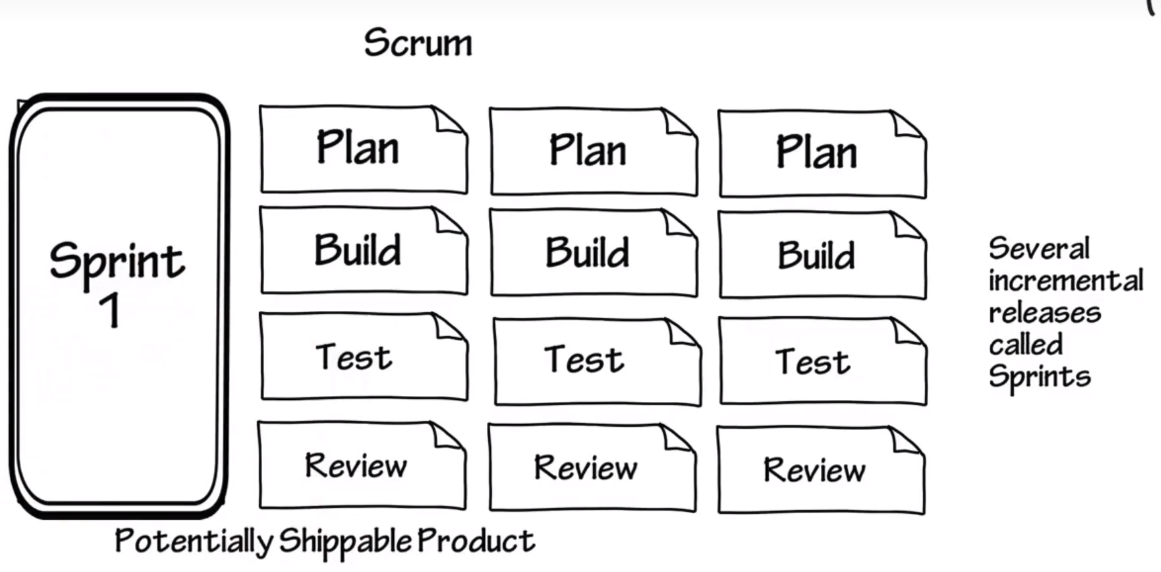 Scrum
Sprint
1
Plan
Plan
Plan
Build
Build
Build
Test
Test
Test
Review
Review
Review
Several
incremental
releases
called
Sprints
Potentially Shippable Product